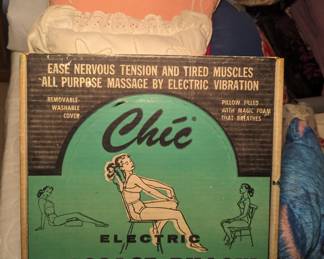 EASE NERVOUS TENSION AND TIRED MUSCLES
ALL PURPOSE MASSAGE BY ELECTRIC VIBRATION
REMOVABLE-
WASHABLE
COVER
PILLOW FILLED
WITH MAGIC FOAM
THAT BREATHES
Chic
ELECTRIC